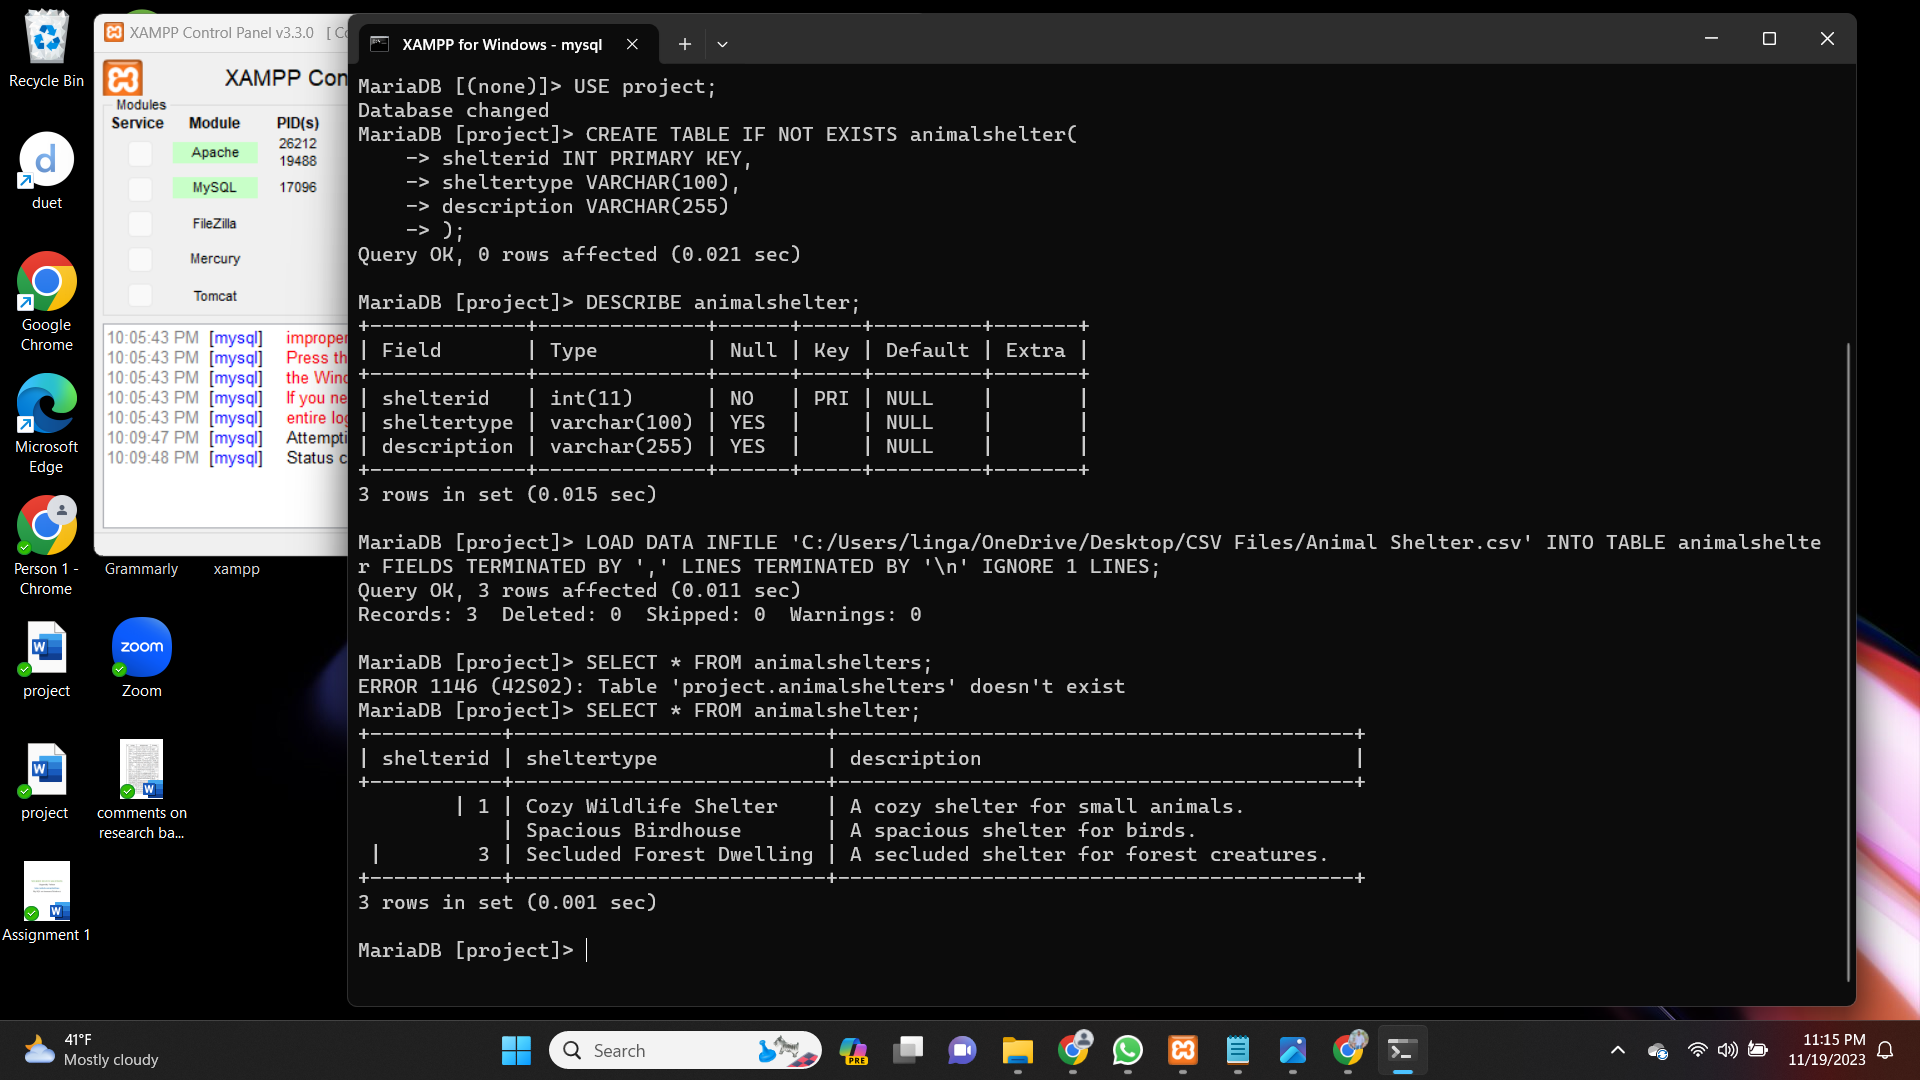 Recycle Bin
duet
Google
Chrome
Microsoft
Edge
Person 1 -
Chrome
Grammarly
xampp
project
zoom
Zoom
project
comments on
research ba...
Assignment 1
XAMPP Control Panel v3.3.0 [ Co
XAMPP Con
Modules
Service Module PID(s)
Apache 26212
19488
MySQL 17096
FileZilla
Mercury
Tomcat
10:05:43 PM [mysql] improper
10:05:43 PM [mysql] Press th
10:05:43 PM [mysql] the Wind
10:05:43 PM [mysql] If you ne
10:05:43 PM [mysql] entire log
10:09:47 PM [mysql] Attempti
10:09:48 PM [mysql] Status c
XAMPP for Windows - mysql
MariaDB [(none)]> USE project;
Database changed
MariaDB [project]> CREATE TABLE IF NOT EXISTS animalshelter(
    -> shelterid INT PRIMARY KEY,
    -> sheltertype VARCHAR(100),
    -> description VARCHAR(255)
    -> );
Query OK, 0 rows affected (0.021 sec)
MariaDB [project]> DESCRIBE animalshelter;
+-------------+--------------+------+-----+---------+-------+
| Field       | Type         | Null | Key | Default | Extra |
+-------------+--------------+------+-----+---------+-------+
| shelterid   | int(11)      | NO   | PRI | NULL    |       |
| sheltertype | varchar(100) | YES  |     | NULL    |       |
| description | varchar(255) | YES  |     | NULL    |       |
+-------------+--------------+------+-----+---------+-------+
3 rows in set (0.015 sec)
MariaDB [project]> LOAD DATA INFILE 'C:/Users/linga/OneDrive/Desktop/CSV Files/Animal Shelter.csv' INTO TABLE animalshelte
r FIELDS TERMINATED BY ',' LINES TERMINATED BY '\n' IGNORE 1 LINES;
Query OK, 3 rows affected (0.011 sec)
Records: 3  Deleted: 0  Skipped: 0  Warnings: 0
MariaDB [project]> SELECT * FROM animalshelters;
ERROR 1146 (42S02): Table 'project.animalshelters' doesn't exist
MariaDB [project]> SELECT * FROM animalshelter;
+-----------+--------------------------+-------------------------------------------+
| shelterid | sheltertype              | description                               |
+-----------+--------------------------+-------------------------------------------+
        | 1 | Cozy Wildlife Shelter    | A cozy shelter for small animals.
            | Spacious Birdhouse       | A spacious shelter for birds.
 |        3 | Secluded Forest Dwelling | A secluded shelter for forest creatures.
+-----------+--------------------------+-------------------------------------------+
3 rows in set (0.001 sec)
MariaDB [project]>
41°F
Mostly cloudy
Search
PRE
11:15 PM
11/19/2023